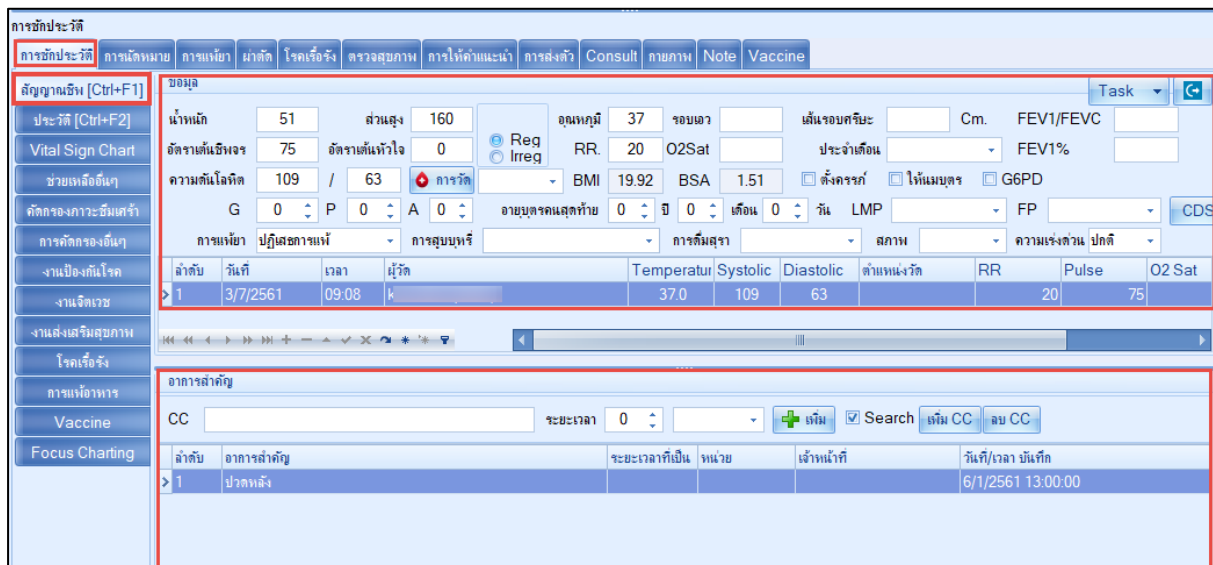 การซักประวัติ
การซักประวัติ การนัดหมาย การแพ้ยา ผ่าตัด โรคเรื้อรัง ตรวจสุขภาพ การให้คำแนะนำ การส่งตัว Consult กายภาพ Note Vaccine
สัญญาณชีพ [Ctrl+F1]
ประวัติ [Ctrl+F2]
Vital Sign Chart
ช่วยเหลืออื่นๆ
คัดกรองภาวะซึมเศร้า
การคัดกรองอื่นๆ
งานป้องกันโรค
งานจิตเวช
งานส่งเสริมสุขภาพ
โรคเรื้อรัง
การแพ้อาหาร
Vaccine
Focus Charting
ข้อมูล
Task
น้ำหนัก 51 ส่วนสูง 160 Reg อุณหภูมิ 37 รอบเอว เส้นรอบศรีษะ Cm. FEV1/FEVC
อัตราเต้นชีพจร 75 อัตราเต้นหัวใจ 0 Irreg RR. 20 O2Sat ประจำเดือน FEV1%
ความดันโลหิต 109 / 63 การวัด BMI 19.92 BSA 1.51 ตั้งครรภ์ ให้นมบุตร G6PD
G 0 P 0 A 0 อายุบุตรคนสุดท้าย 0 ปี 0 เดือน 0 วัน LMP FP CDS
การแพ้ยา ปฏิเสธการแพ้ การสูบบุหรี่ การดื่มสุรา สภาพ ความเร่งด่วน ปกติ
ลำดับ วันที่ เวลา ผู้วัด Temperatur Systolic Diastolic ตำแหน่งวัด RR Pulse O2 Sat
1 3/7/2561 09:08 k 37.0 109 63 20 75
อาการสำคัญ
CC ระยะเวลา 0 เพิ่ม Search เพิ่ม CC ลบ CC
ลำดับ อาการสำคัญ ระยะเวลาที่เป็น หน่วย เจ้าหน้าที่ วันที่/เวลา บันทึก
1 ปวดหลัง 6/1/2561 13:00:00